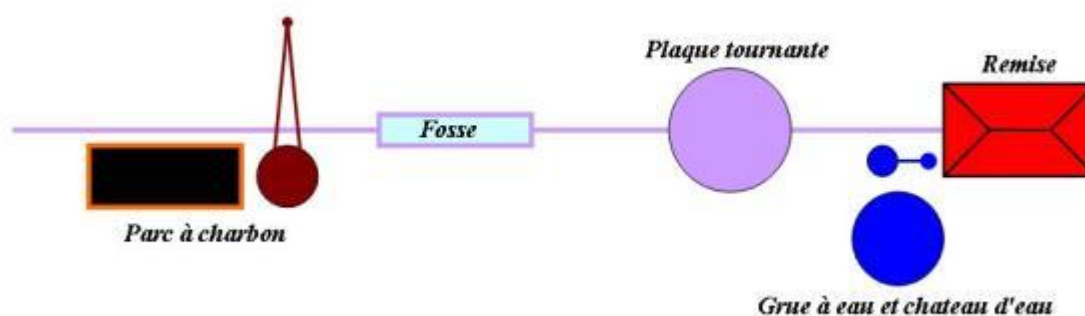 Plaque tournante
Remise
Fosse
Parc à charbon
Grue à eau et chateau d'eau